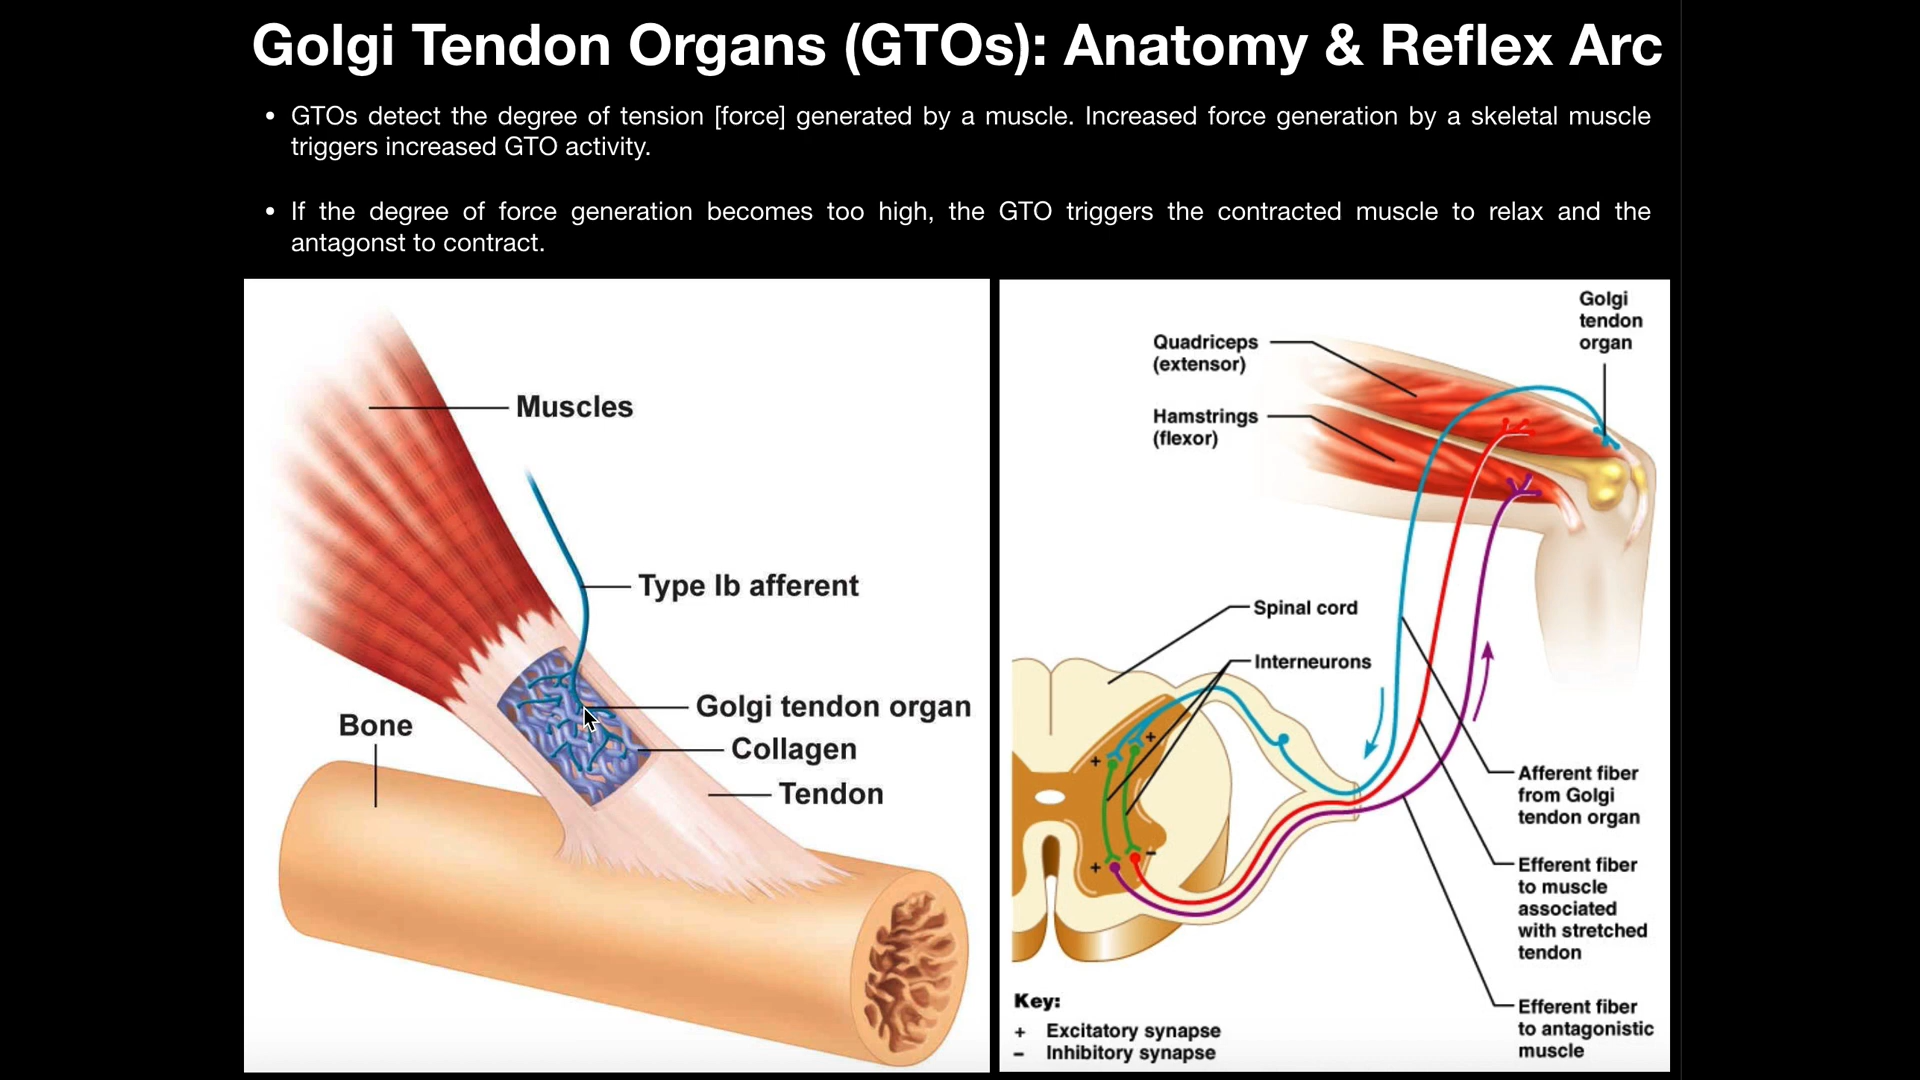 Golgi Tendon Organs (GTOs): Anatomy & Reflex Arc
• GTOs detect the degree of tension [force] generated by a muscle. Increased force generation by a skeletal muscle
triggers increased GTO activity.
• If the degree of force generation becomes too high, the GTO triggers the contracted muscle to relax and the
antagonst to contract.
Muscles
Type Ib afferent
Golgi tendon organ
Collagen
Tendon
Bone
Golgi
tendon
organ
Quadriceps
(extensor)
Hamstrings
(flexor)
Spinal cord
Interneurons
+
+
+
–
Afferent fiber
from Golgi
tendon organ
Efferent fiber
to muscle
associated
with stretched
tendon
Efferent fiber
to antagonistic
muscle
Key:
+ Excitatory synapse
– Inhibitory synapse